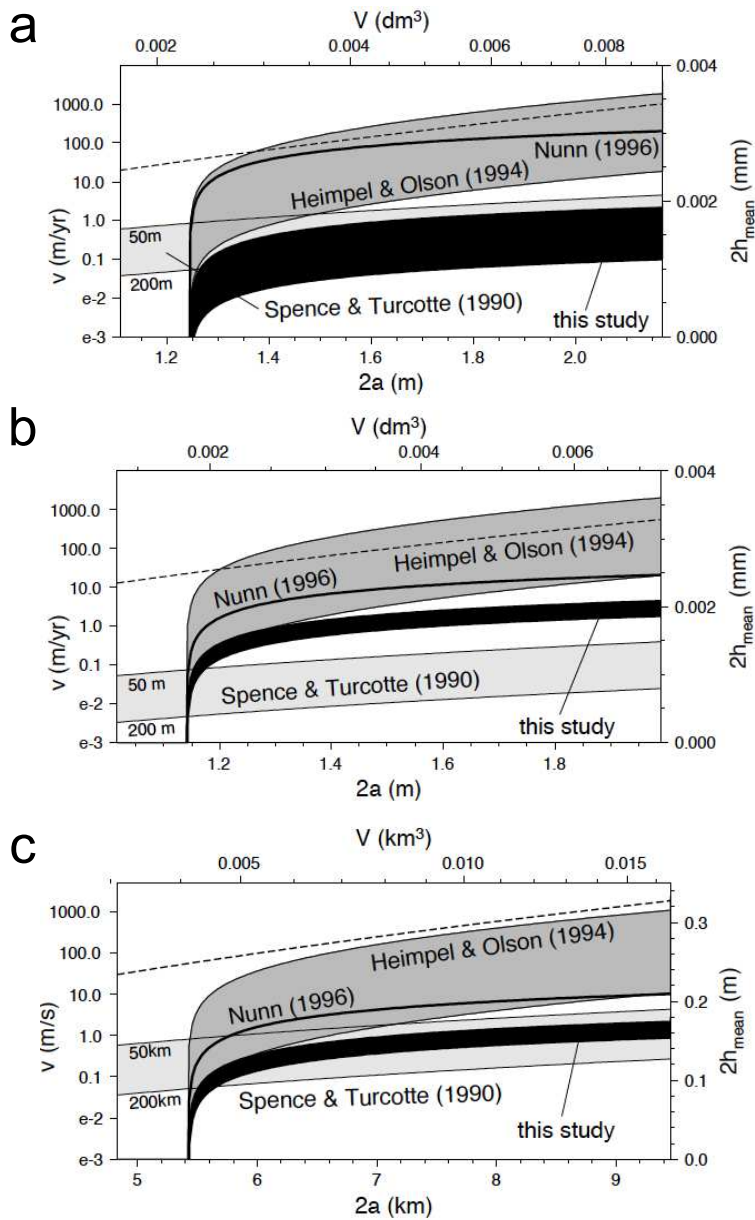 a
V (dm³)
0.002 0.004 0.006 0.008
1000.0
100.0
10.0
1.0
0.1
e-2
e-3
v (m/yr)
0.004
0.002
0.000
2h_mean (mm)
Nunn (1996)
Heimpel & Olson (1994)
50m
200m
Spence & Turcotte (1990)
this study
1.2 1.4 1.6 1.8 2.0
2a (m)
b
V (dm³)
0.002 0.004 0.006
1000.0
100.0
10.0
1.0
0.1
e-2
e-3
v (m/yr)
0.004
0.002
0.000
2h_mean (mm)
Heimpel & Olson (1994)
Nunn (1996)
50 m
Spence & Turcotte (1990)
200 m
this study
1.2 1.4 1.6 1.8
2a (m)
c
V (km³)
0.005 0.010 0.015
1000.0
100.0
10.0
1.0
0.1
e-2
e-3
v (m/s)
0.3
0.2
0.1
0.0
2h_mean (m)
Heimpel & Olson (1994)
Nunn (1996)
50km
200km
Spence & Turcotte (1990)
this study
5 6 7 8 9
2a (km)